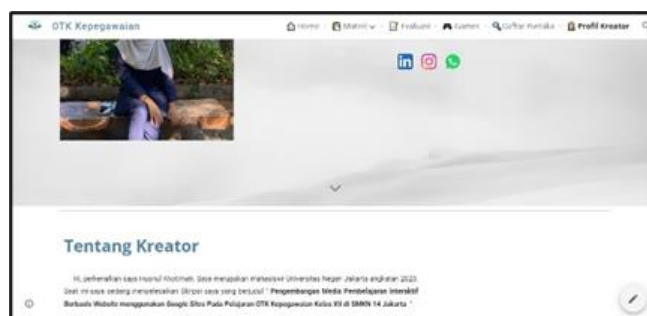 OTK Kepegawaian Home Materi Evaluasi Games Daftar Pustaka Profil Kreator
Tentang Kreator
Hi, perkenalkan saya Husnul Khotimah. Saya merupakan mahasiswi Universitas Negeri Jakarta angkatan 2020.
Saat ini saya sedang menyelesaikan Skripsi saya yang berjudul " Pengembangan Media Pembelajaran Interaktif
Berbasis Website menggunakan Google Sites Pada Pelajaran OTK Kepegawaian Kelas XII di SMKN 14 Jakarta "